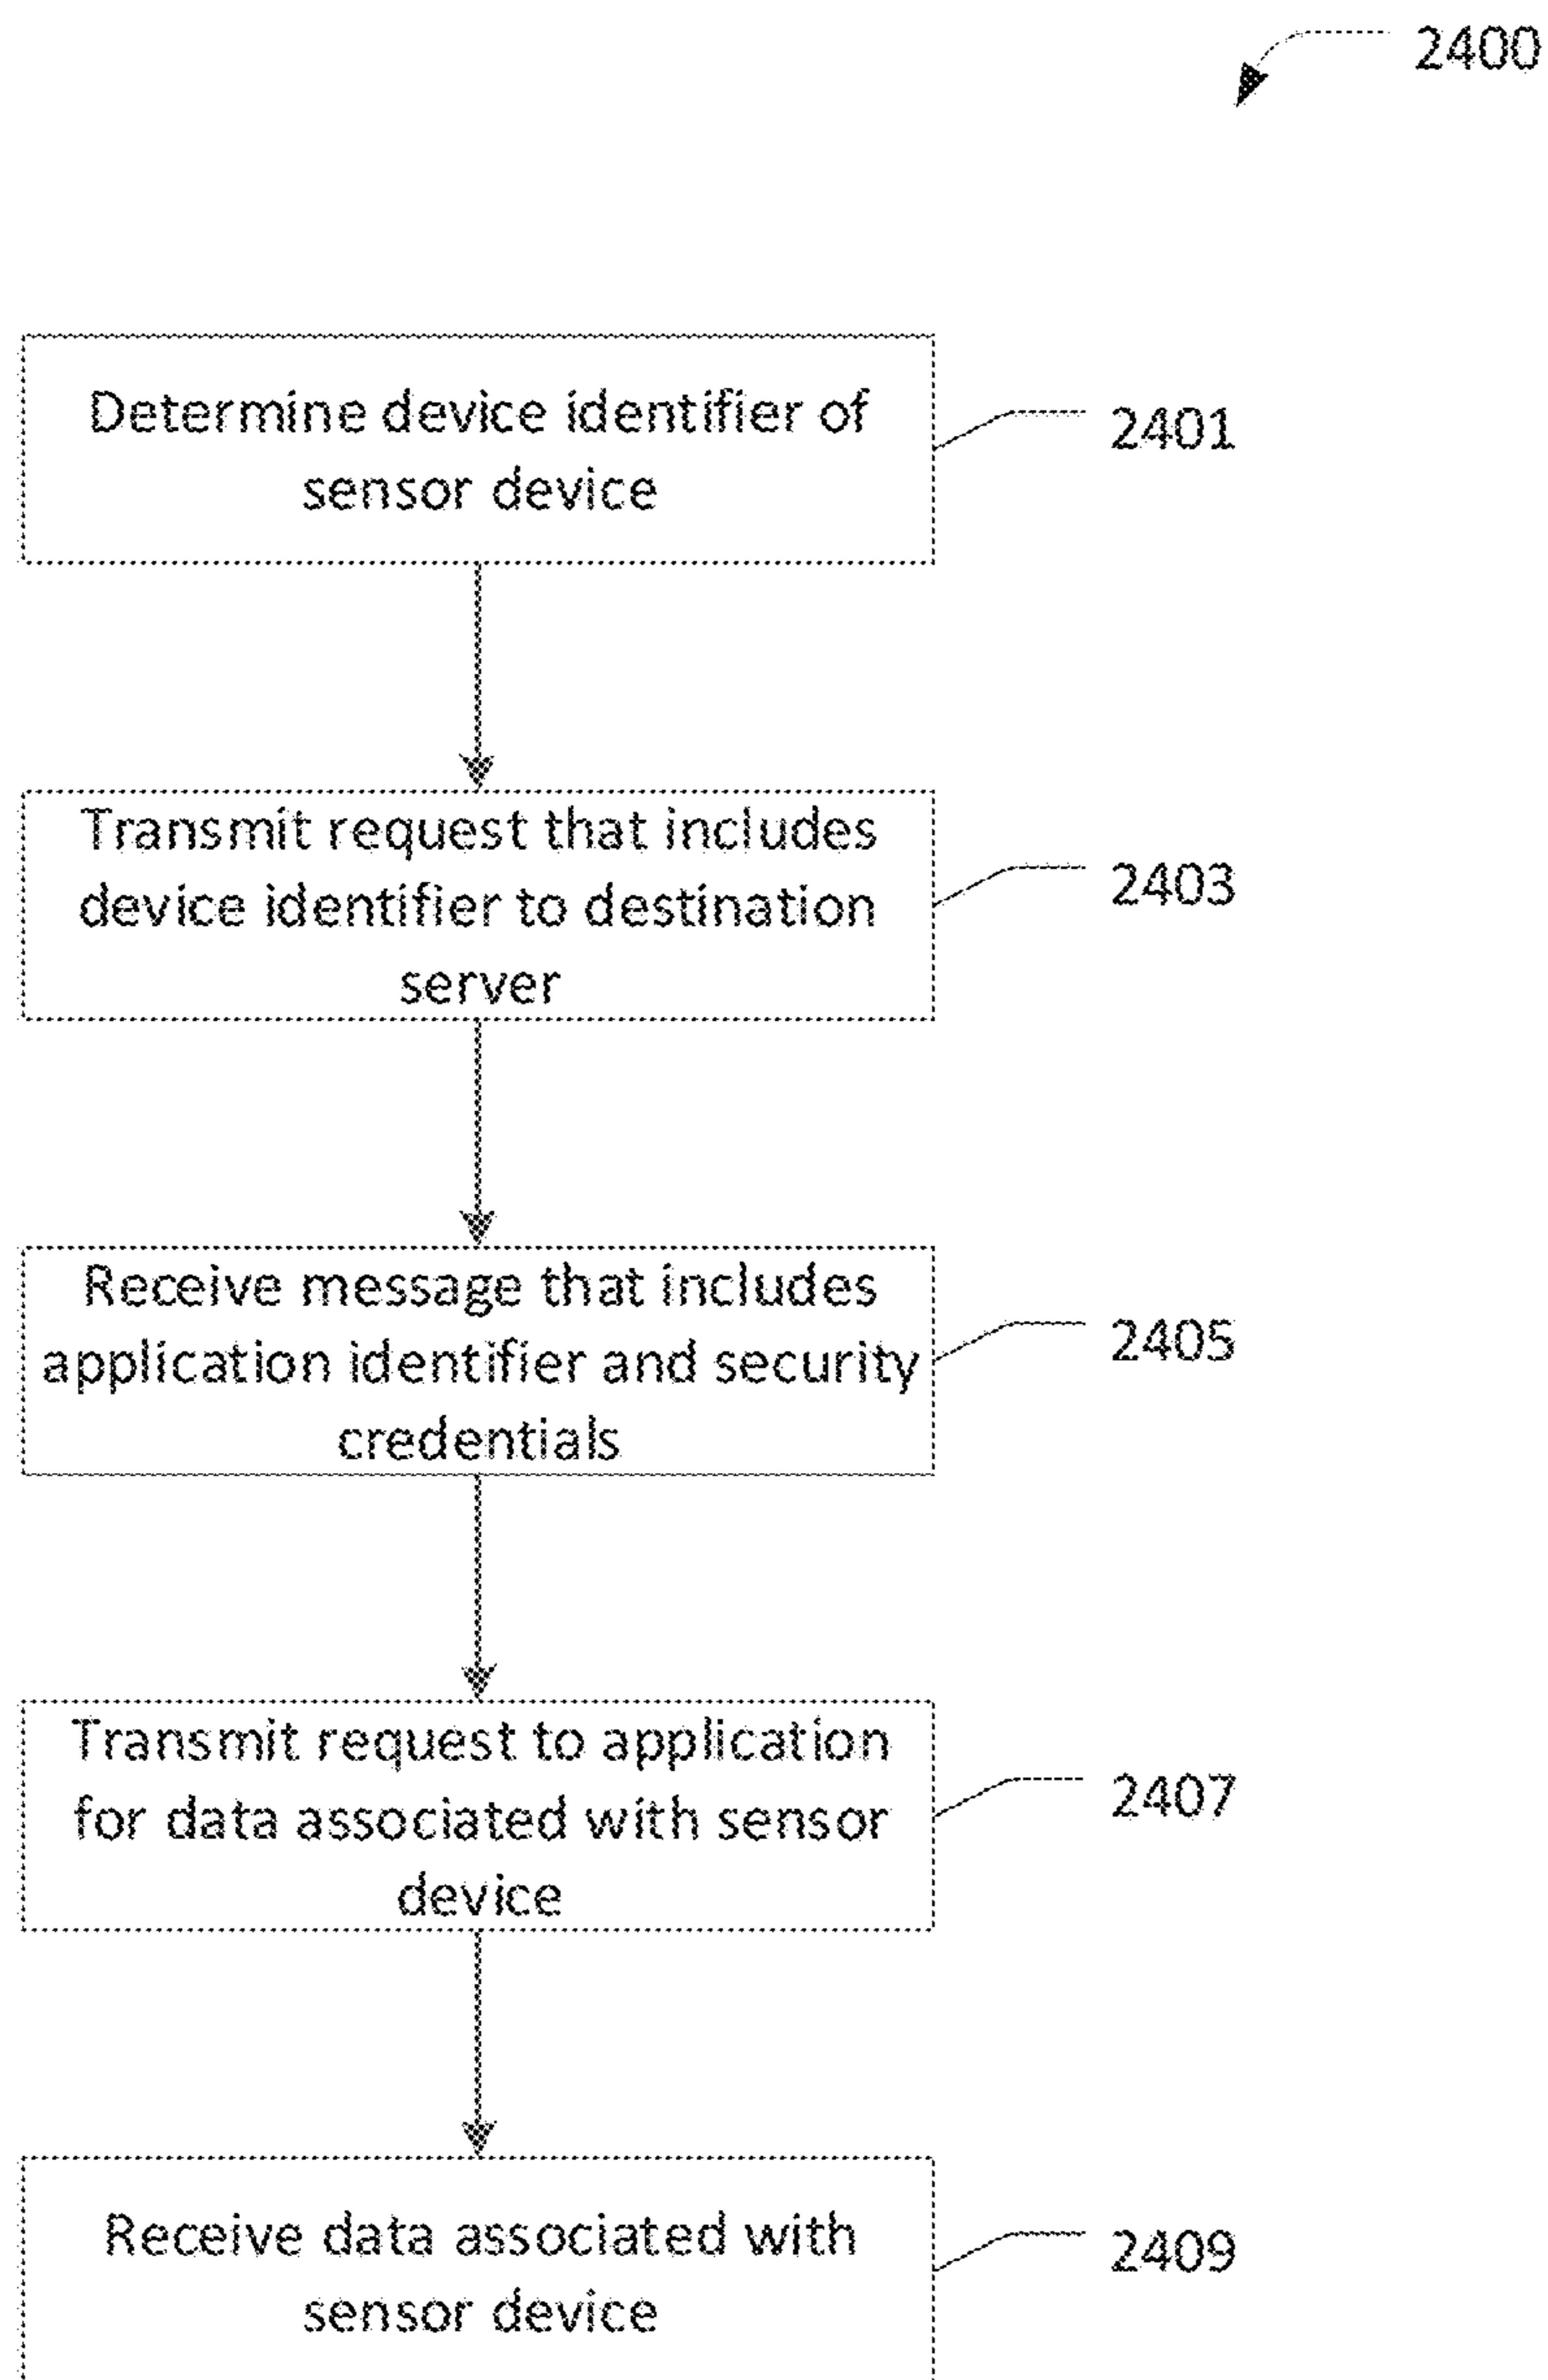 2400
Determine device identifier of
sensor device
2401
Transmit request that includes
device identifier to destination
server
2403
Receive message that includes
application identifier and security
credentials
2405
Transmit request to application
for data associated with sensor
device
2407
Receive data associated with
sensor device
2409